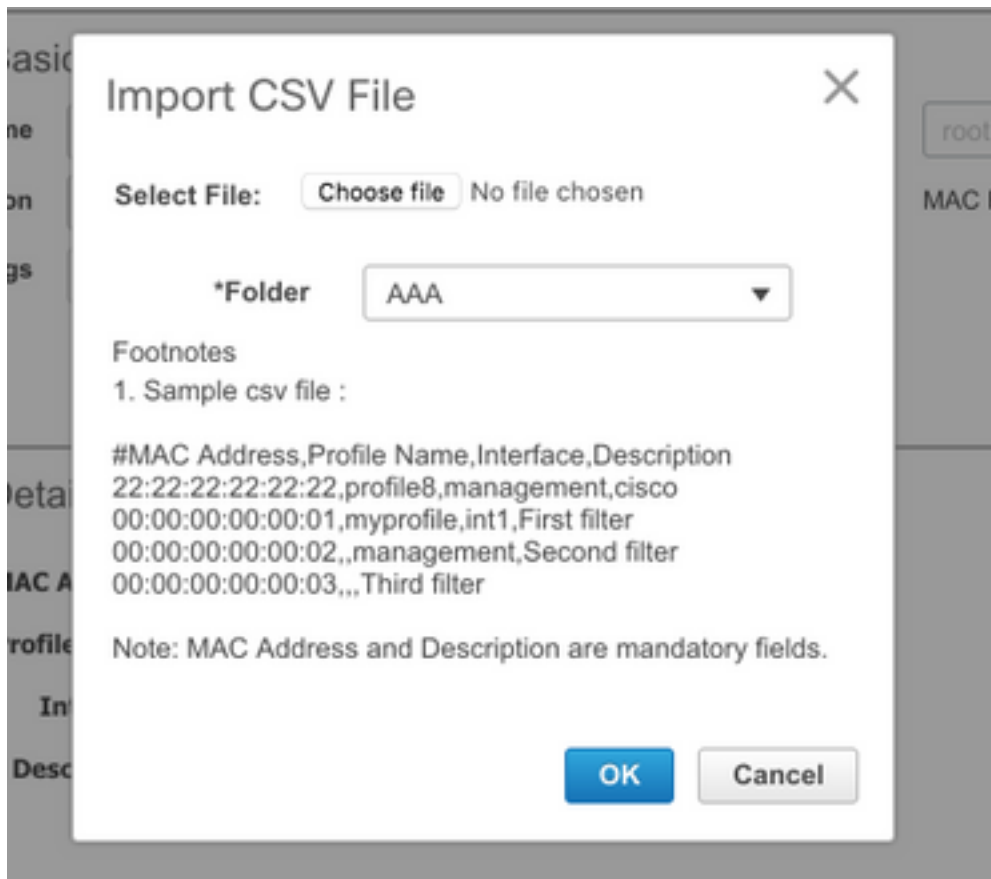 Import CSV File
Select File: Choose file No file chosen
*Folder AAA
Footnotes
1. Sample csv file :
#MAC Address,Profile Name,Interface,Description
22:22:22:22:22:22,profile8,management,cisco
00:00:00:00:00:01,myprofile,int1,First filter
00:00:00:00:00:02,,management,Second filter
00:00:00:00:00:03,,,Third filter
Note: MAC Address and Description are mandatory fields.
OK Cancel
root
MAC